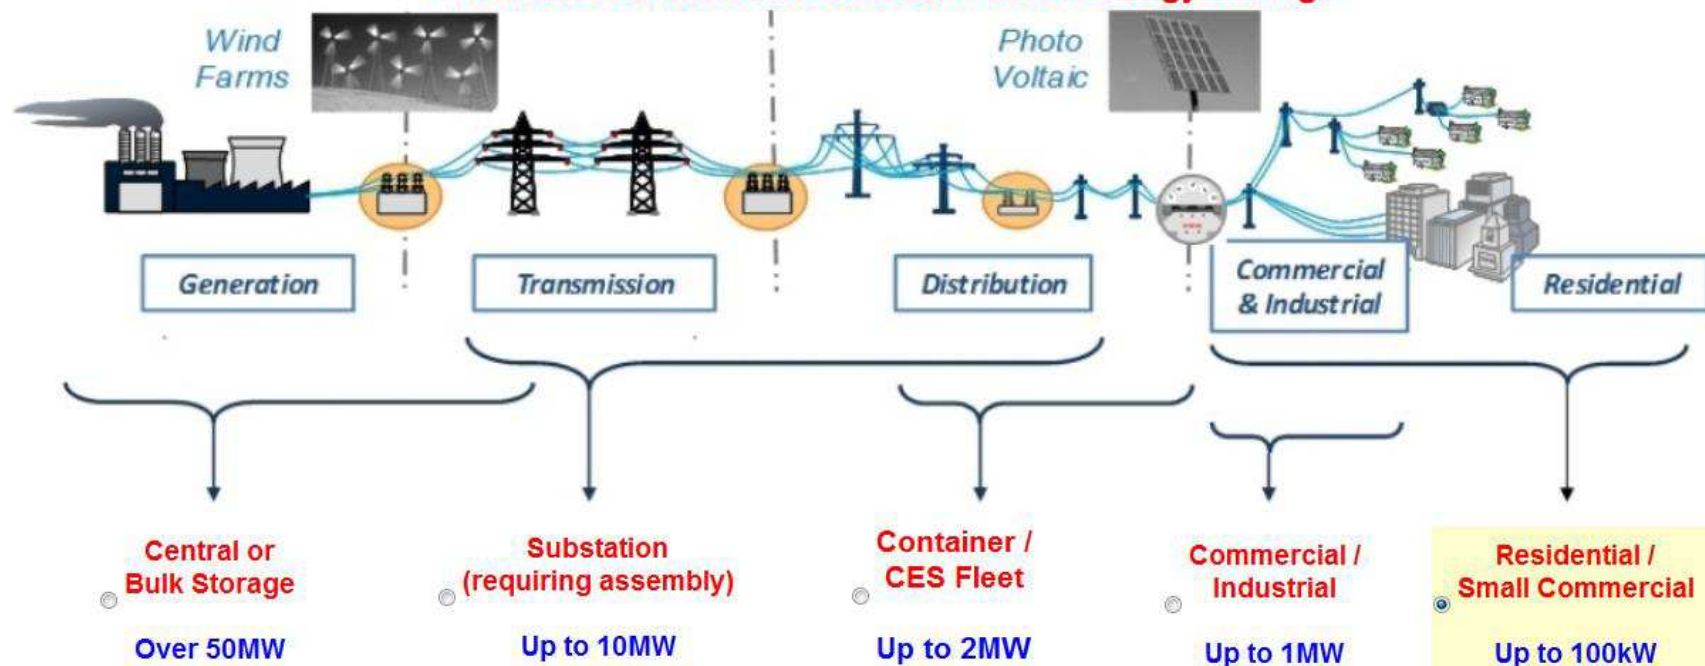 Wind
Farms
Photo
Voltaic
Generation
Transmission
Distribution
Commercial
& Industrial
Residential
Central or
Bulk Storage
Over 50MW
Substation
(requiring assembly)
Up to 10MW
Container /
CES Fleet
Up to 2MW
Commercial /
Industrial
Up to 1MW
Residential /
Small Commercial
Up to 100kW